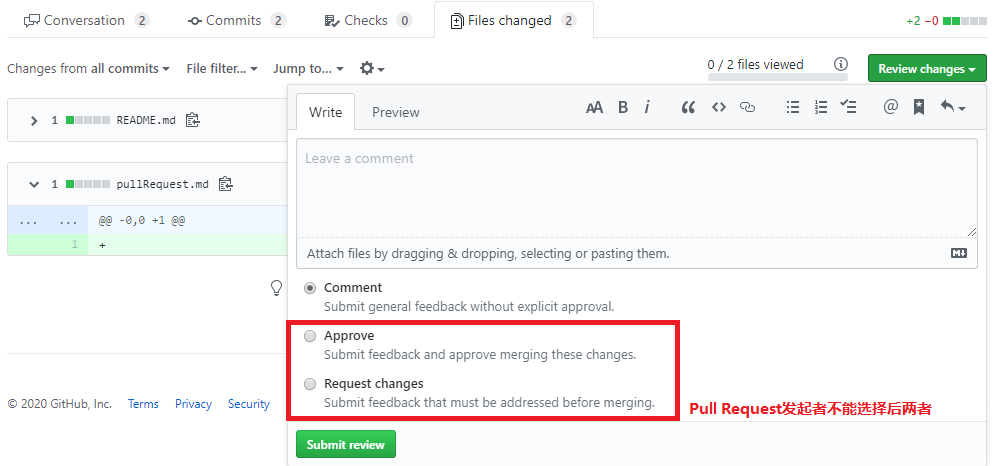 Conversation 2 Commits 2 Checks 0 Files changed 2 +2 −0
Changes from all commits File filter... Jump to... 0 / 2 files viewed Review changes
1 README.md
1 pullRequest.md
... ... @@ -0,0 +1 @@
1 +
Write Preview AA B i @
Leave a comment
Attach files by dragging & dropping, selecting or pasting them.
Comment
Submit general feedback without explicit approval.
Approve
Submit feedback and approve merging these changes.
Request changes
Submit feedback that must be addressed before merging.
Pull Request发起者不能选择后两者
Submit review
© 2020 GitHub, Inc. Terms Privacy Security